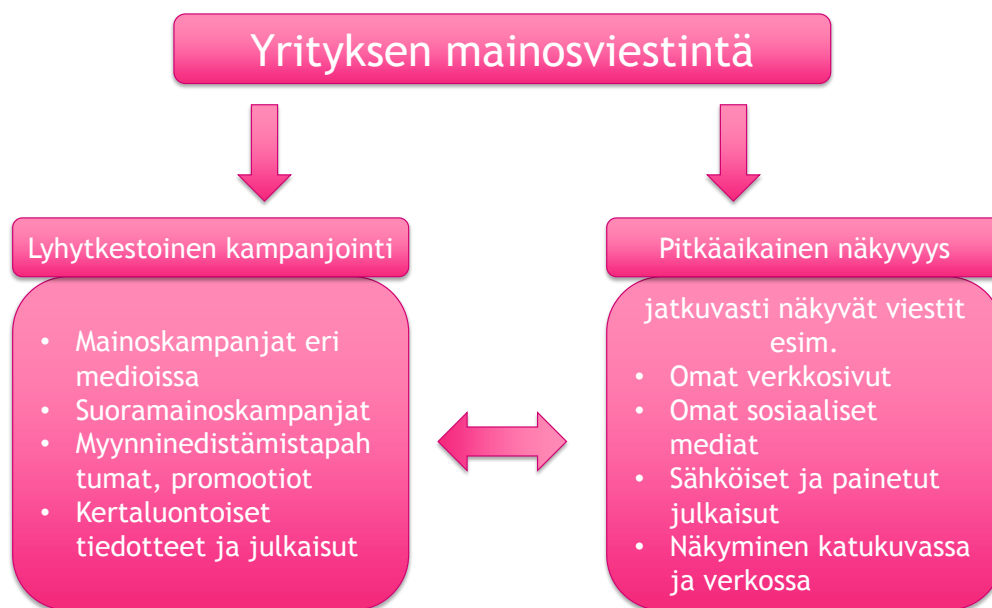 Yrityksen mainosviestintä
Lyhytkestoinen kampanjointi
• Mainoskampanjat eri
medioissa
• Suoramainoskampanjat
• Myynninedistämistapah
tumat, promootiot
• Kertaluontoiset
tiedotteet ja julkaisut
Pitkäaikainen näkyvyys
jatkuvasti näkyvät viestit
esim.
• Omat verkkosivut
• Omat sosiaaliset
mediat
• Sähköiset ja painetut
julkaisut
• Näkyminen katukuvassa
ja verkossa